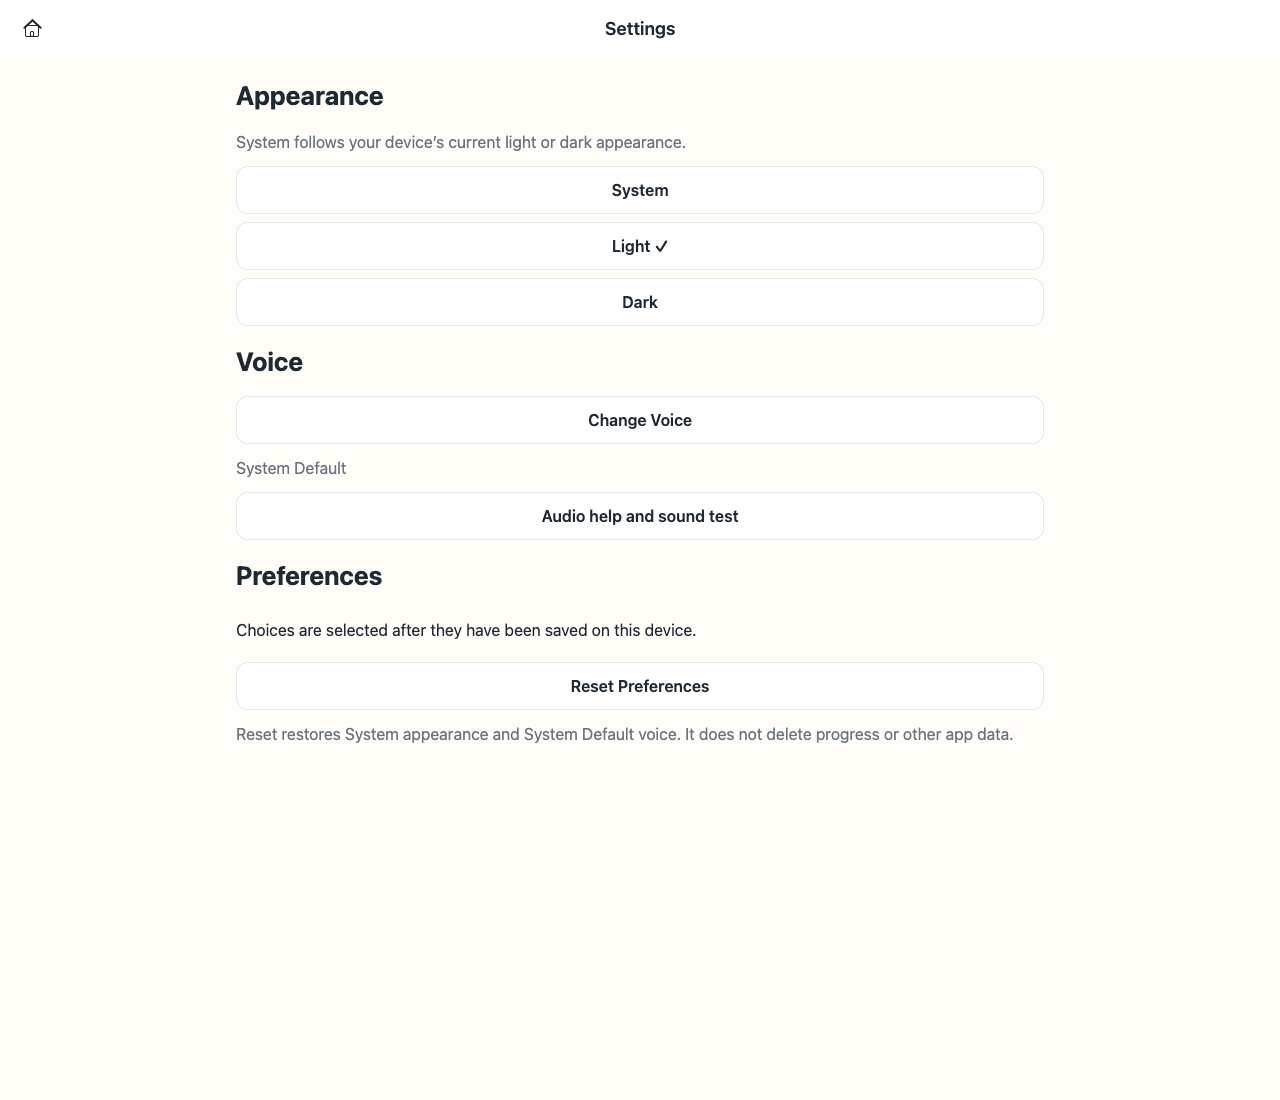 Settings
Appearance
System follows your device’s current light or dark appearance.
System
Light ✓
Dark
Voice
Change Voice
System Default
Audio help and sound test
Preferences
Choices are selected after they have been saved on this device.
Reset Preferences
Reset restores System appearance and System Default voice. It does not delete progress or other app data.